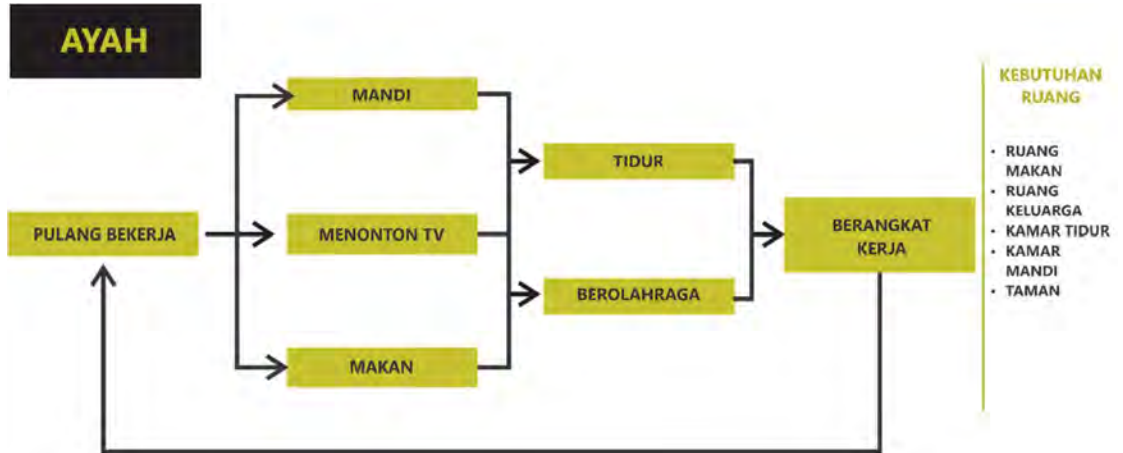 AYAH
MANDI
TIDUR
PULANG BEKERJA
MENONTON TV
BEROLAHRAGA
MAKAN
BERANGKAT
KERJA
KEBUTUHAN
RUANG
• RUANG
MAKAN
• RUANG
KELUARGA
• KAMAR TIDUR
• KAMAR
MANDI
• TAMAN